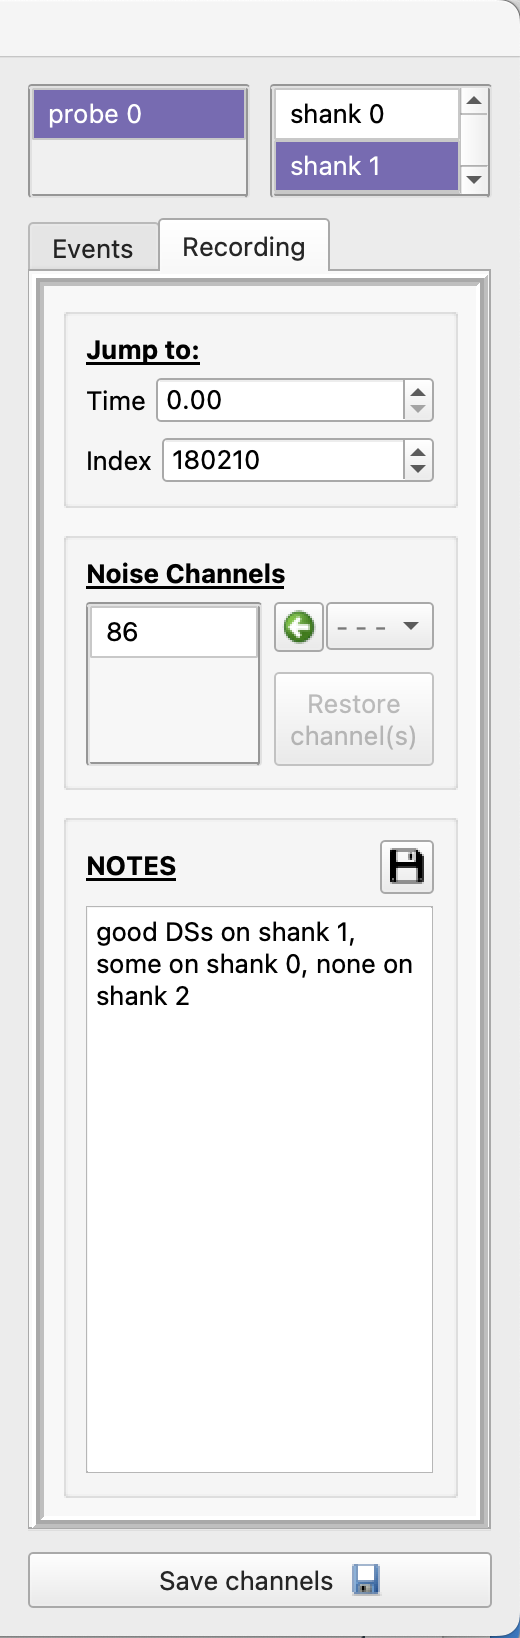 probe 0
shank 0
shank 1
Events
Recording
Jump to:
Time 0.00
Index 180210
Noise Channels
86
- - -
Restore
channel(s)
NOTES
good DSs on shank 1,
some on shank 0, none on
shank 2
Save channels